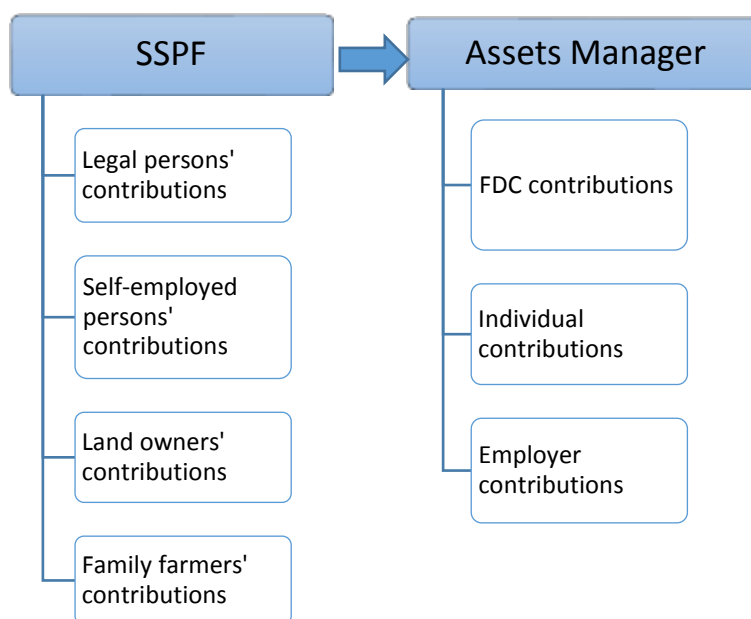 SSPF
Legal persons'
contributions
Self-employed
persons'
contributions
Land owners'
contributions
Family farmers'
contributions
Assets Manager
FDC contributions
Individual
contributions
Employer
contributions